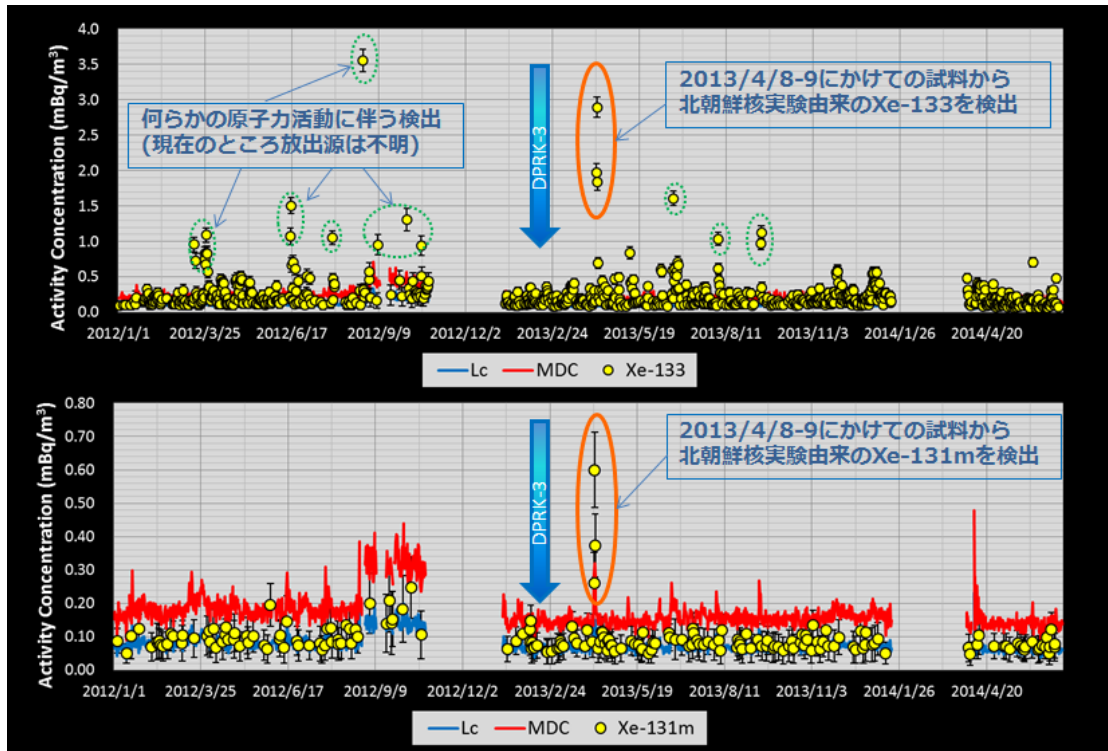 4.0
3.5
3.0
2.5
2.0
1.5
1.0
0.5
0.0
Activity Concentration (mBq/m³)
何らかの原子力活動に伴う検出
(現在のところ放出源は不明)
DPRK-3
2013/4/8-9にかけての試料から
北朝鮮核実験由来のXe-133を検出
2012/1/1 2012/3/25 2012/6/17 2012/9/9 2012/12/2 2013/2/24 2013/5/19 2013/8/11 2013/11/3 2014/1/26 2014/4/20
Lc MDC Xe-133
0.80
0.70
0.60
0.50
0.40
0.30
0.20
0.10
0.00
Activity Concentration (mBq/m³)
DPRK-3
2013/4/8-9にかけての試料から
北朝鮮核実験由来のXe-131mを検出
2012/1/1 2012/3/25 2012/6/17 2012/9/9 2012/12/2 2013/2/24 2013/5/19 2013/8/11 2013/11/3 2014/1/26 2014/4/20
Lc MDC Xe-131m